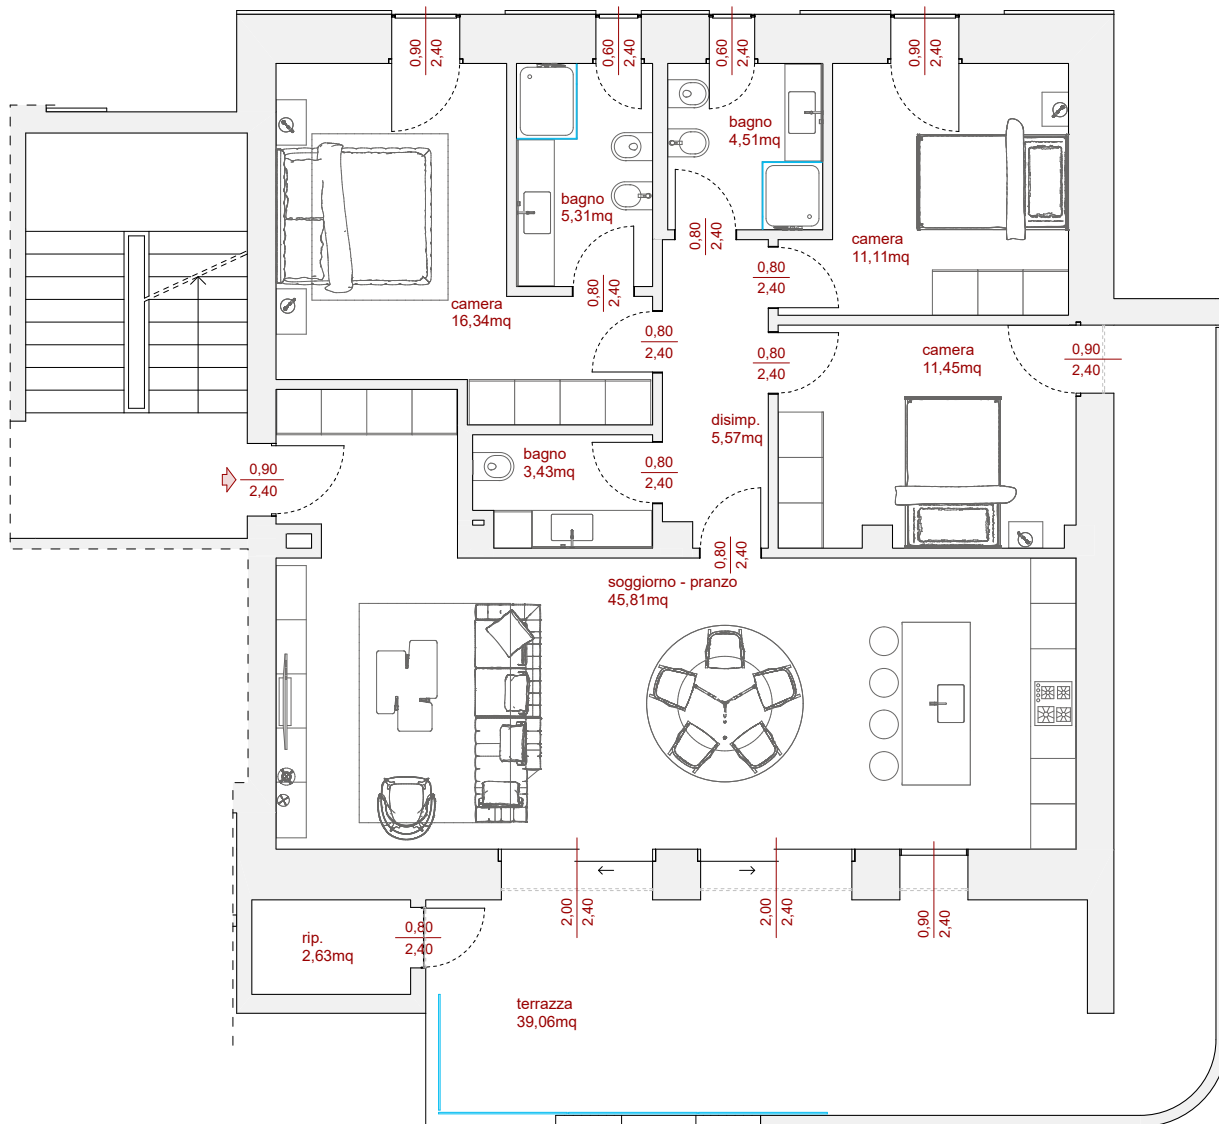 0,90
2,40
0,60
2,40
0,60
2,40
0,90
2,40
bagno
4,51mq
bagno
5,31mq
camera
11,11mq
0,80
2,40
0,80
2,40
0,80
2,40
camera
16,34mq
0,80
2,40
0,80
2,40
camera
11,45mq
0,90
2,40
disimp.
5,57mq
bagno
3,43mq
0,80
2,40
0,90
2,40
0,80
2,40
soggiorno - pranzo
45,81mq
2,00
2,40
2,00
2,40
0,90
2,40
rip.
2,63mq
0,80
2,40
terrazza
39,06mq